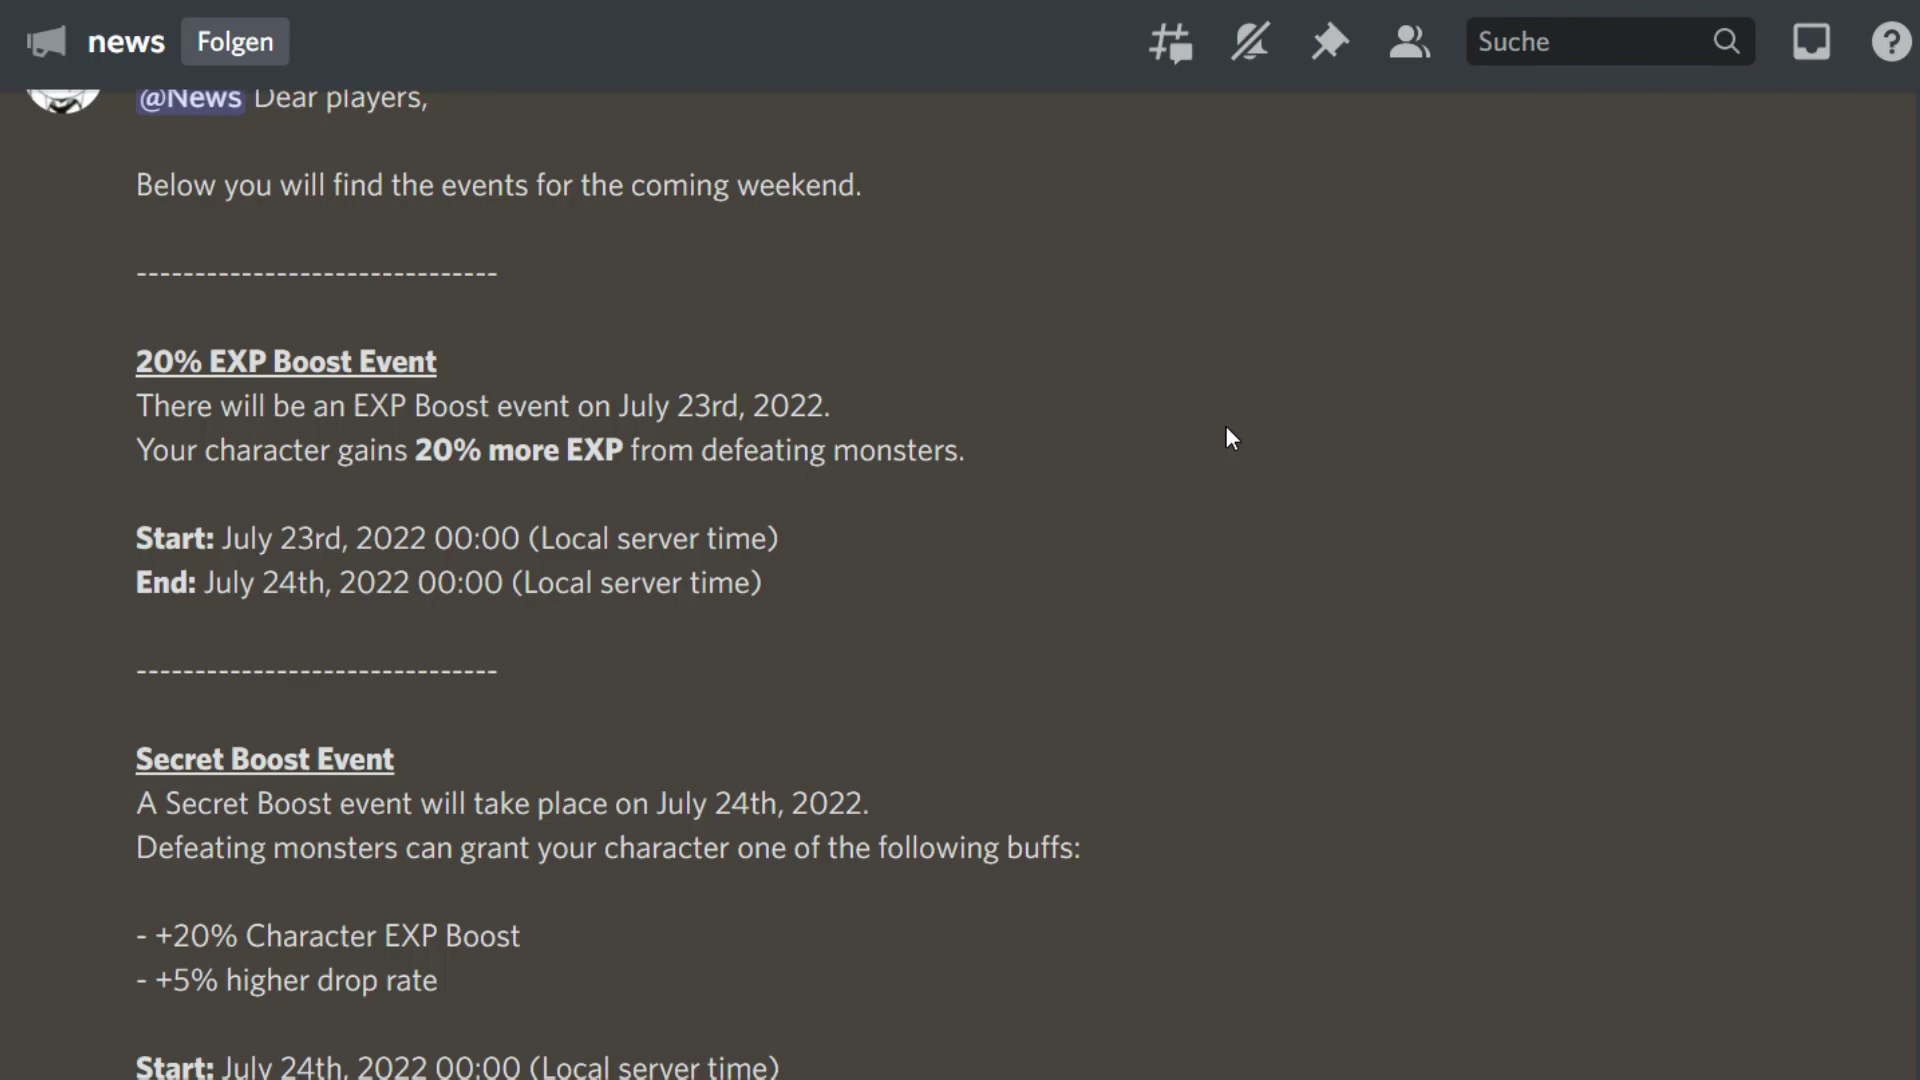 news Folgen Suche
@News Dear players,
Below you will find the events for the coming weekend.
-------------------------------
20% EXP Boost Event
There will be an EXP Boost event on July 23rd, 2022.
Your character gains 20% more EXP from defeating monsters.
Start: July 23rd, 2022 00:00 (Local server time)
End: July 24th, 2022 00:00 (Local server time)
-------------------------------
Secret Boost Event
A Secret Boost event will take place on July 24th, 2022.
Defeating monsters can grant your character one of the following buffs:
- +20% Character EXP Boost
- +5% higher drop rate
Start: July 24th, 2022 00:00 (Local server time)